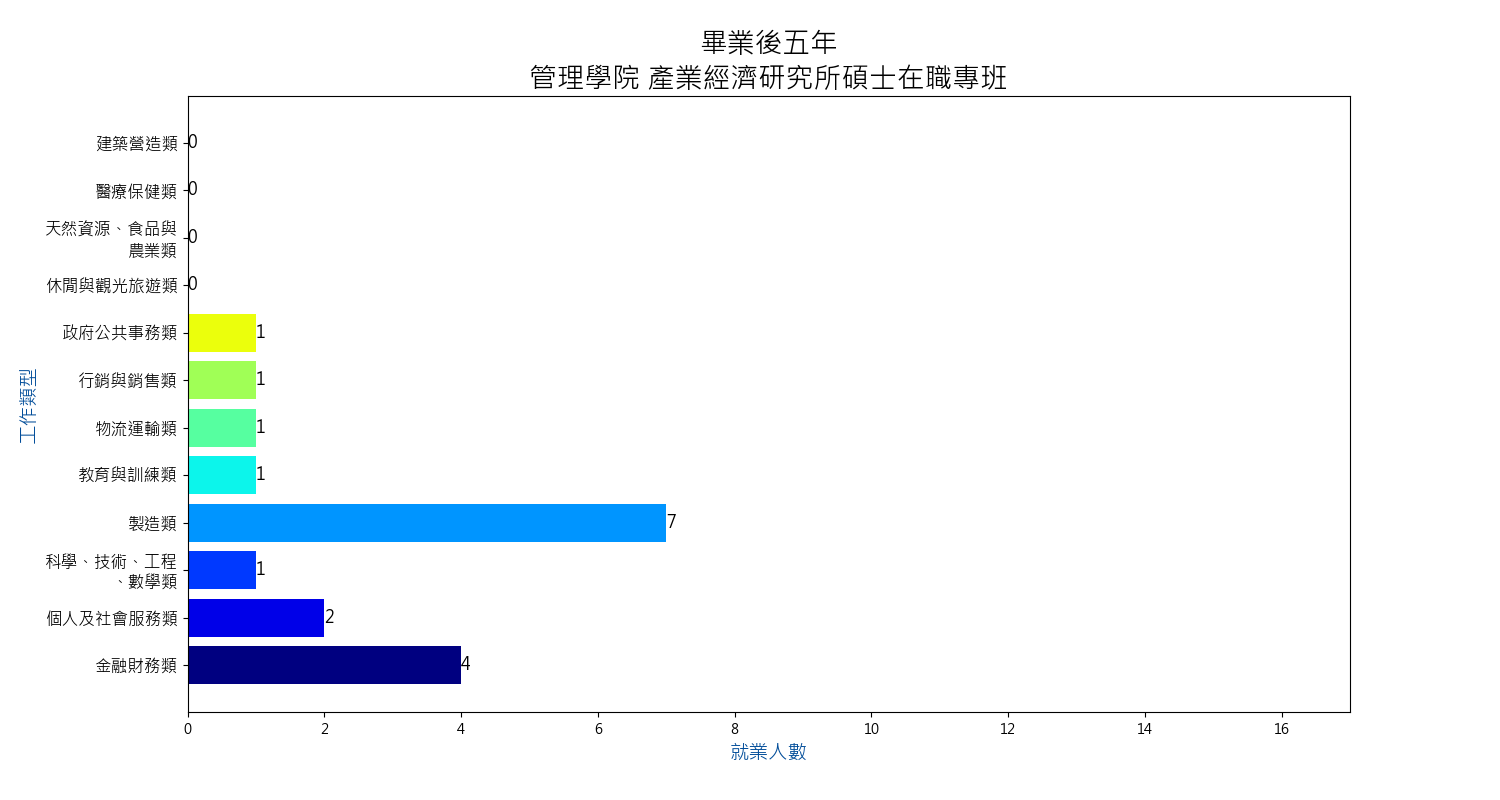 畢業後五年
管理學院 產業經濟研究所碩士在職專班
建築營造類 0
醫療保健類 0
天然資源、食品與
農業類 0
休閒與觀光旅遊類 0
政府公共事務類 1
行銷與銷售類 1
物流運輸類 1
教育與訓練類 1
製造類 7
科學、技術、工程
、數學類 1
個人及社會服務類 2
金融財務類 4
工作類型
0 2 4 6 8 10 12 14 16
就業人數